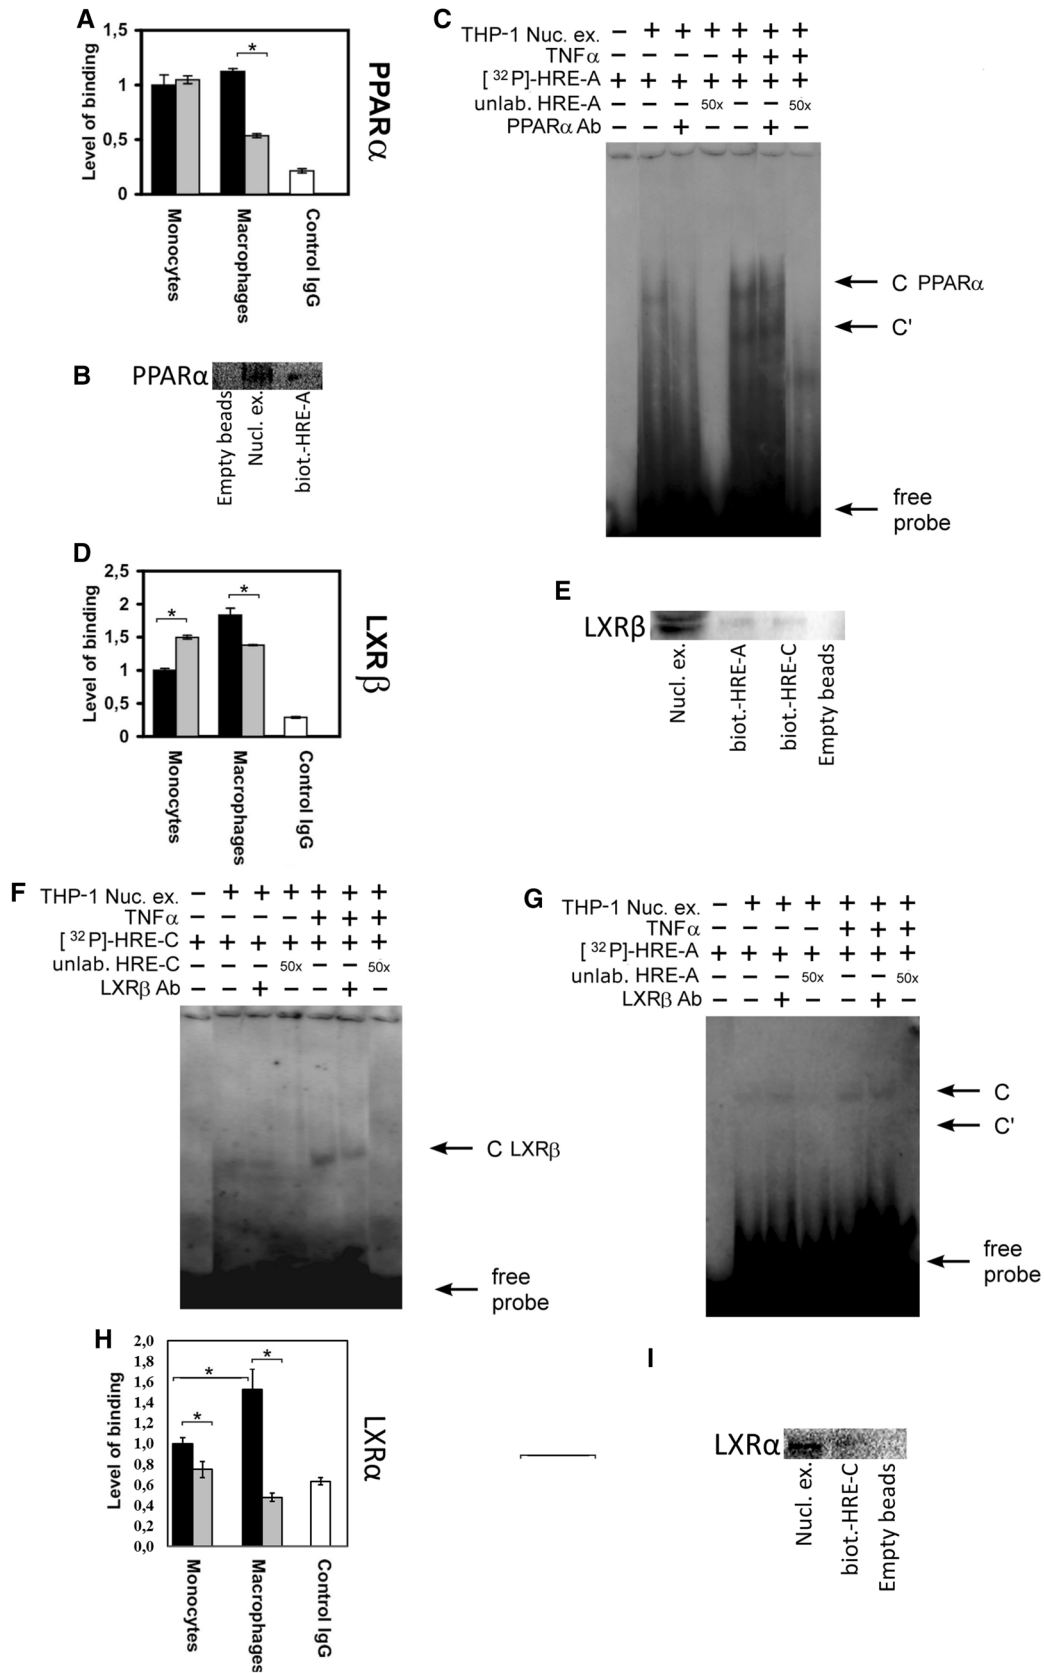 A
1,5
1
0,5
0
Level of binding
Monocytes
Macrophages
Control IgG
PPARα
B
PPARα
Empty beads
Nucl. ex.
biot.-HRE-A
C
THP-1 Nuc. ex. – + + + + + +
TNFα – – – – + + +
[32P]-HRE-A + + + + + + +
unlab. HRE-A – – – 50x – – 50x
PPARα Ab – – + – – + –
C PPARα
C'
free
probe
D
2,5
2
1,5
1
0,5
0
Level of binding
Monocytes
Macrophages
Control IgG
LXRβ
E
LXRβ
Nucl. ex.
biot.-HRE-A
biot.-HRE-C
Empty beads
F
THP-1 Nuc. ex. – + + + + + +
TNFα – – – – + + +
[32P]-HRE-C + + + + + + +
unlab. HRE-C – – – 50x – – 50x
LXRβ Ab – – + – – + –
C LXRβ
free
probe
G
THP-1 Nuc. ex. – + + + + + +
TNFα – – – – + + +
[32P]-HRE-A + + + + + + +
unlab. HRE-A – – – 50x – – 50x
LXRβ Ab – – + – – + –
C
C'
free
probe
H
2,0
1,8
1,6
1,4
1,2
1,0
0,8
0,6
0,4
0,2
0,0
Level of binding
Monocytes
Macrophages
Control IgG
LXRα
I
LXRα
Nucl. ex.
biot.-HRE-C
Empty beads